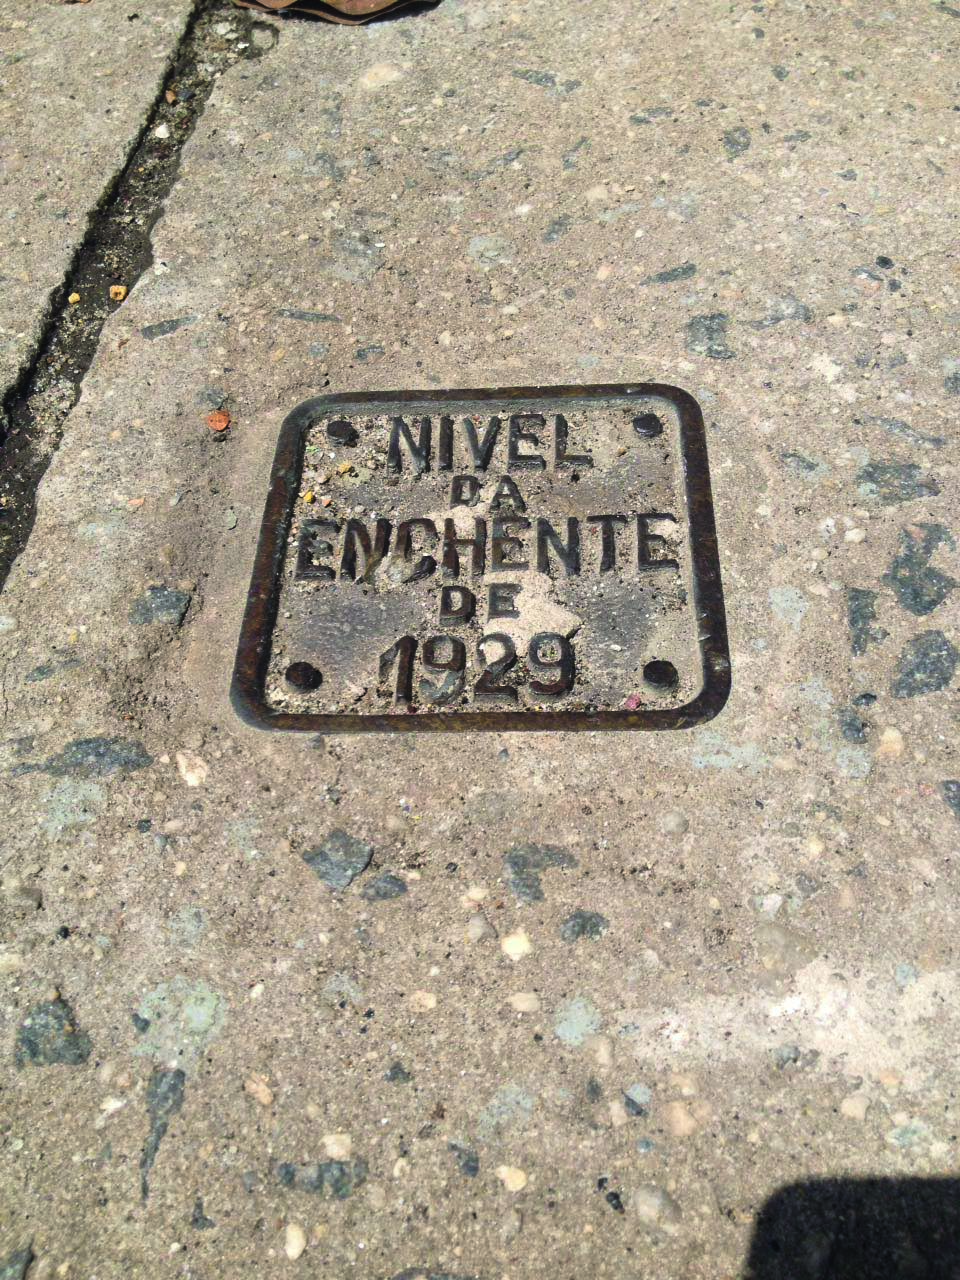 NIVEL
DA
ENCHENTE
DE
1929